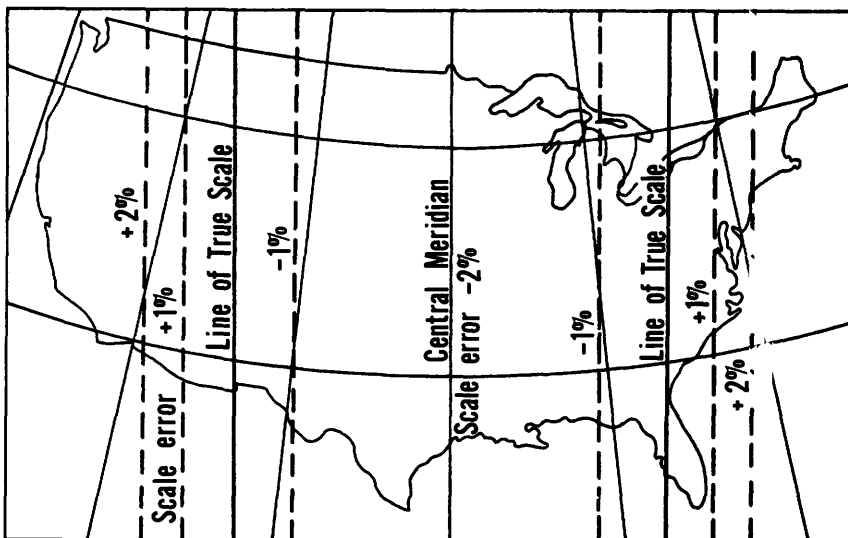 +2%
Scale error
+1%
Line of True Scale
-1%
Central Meridian
Scale error -2%
-1%
Line of True Scale
+1%
+2%